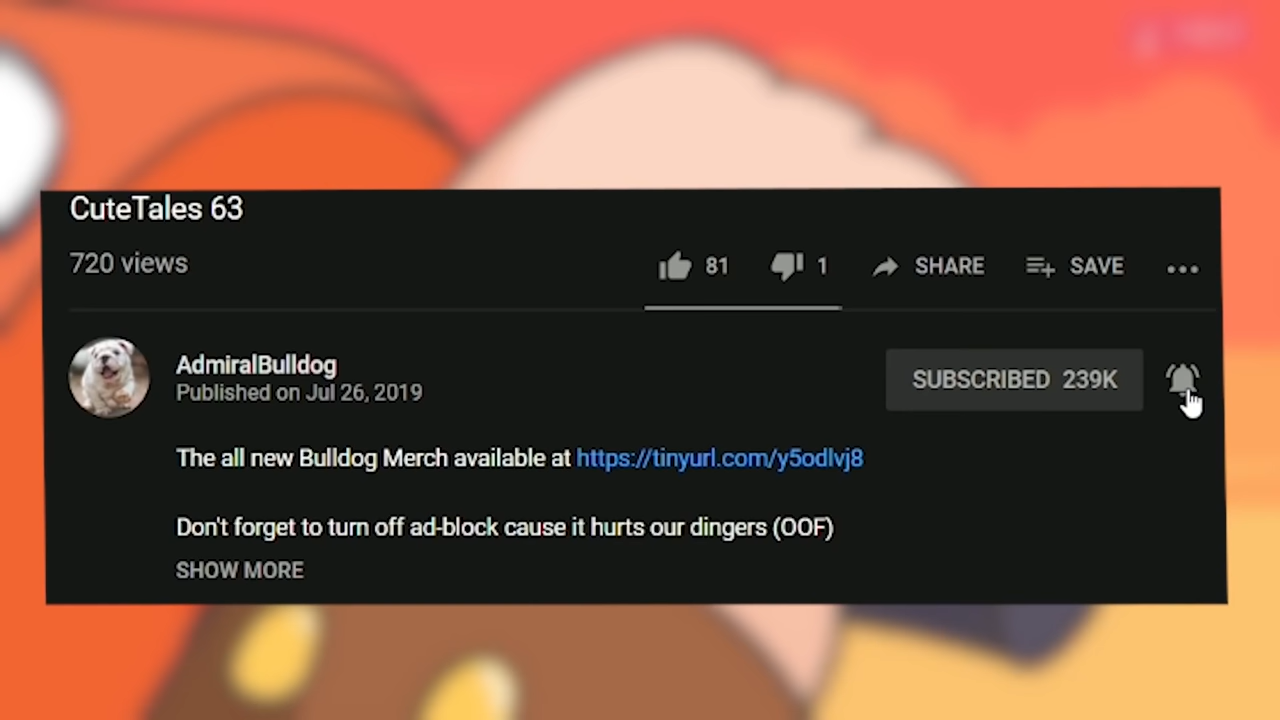 CuteTales 63
720 views
81 1 SHARE SAVE
AdmiralBulldog
Published on Jul 26, 2019
SUBSCRIBED 239K
The all new Bulldog Merch available at https://tinyurl.com/y5odlvj8
Don't forget to turn off ad-block cause it hurts our dingers (OOF)
SHOW MORE